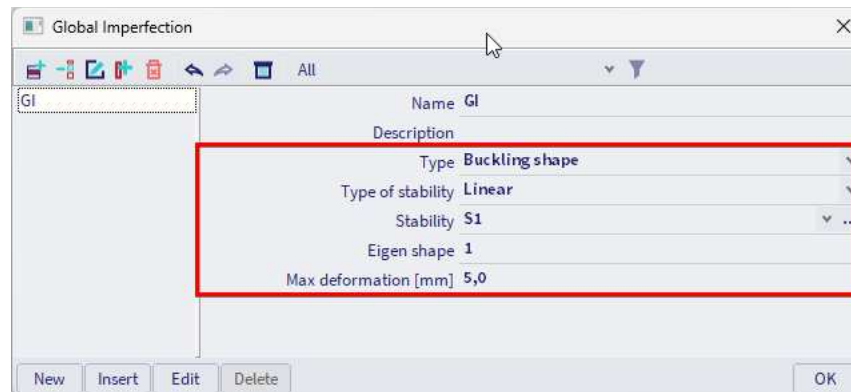 Global Imperfection
All
GI
Name GI
Description
Type Buckling shape
Type of stability Linear
Stability S1 ..
Eigen shape 1
Max deformation [mm] 5,0
New Insert Edit Delete OK